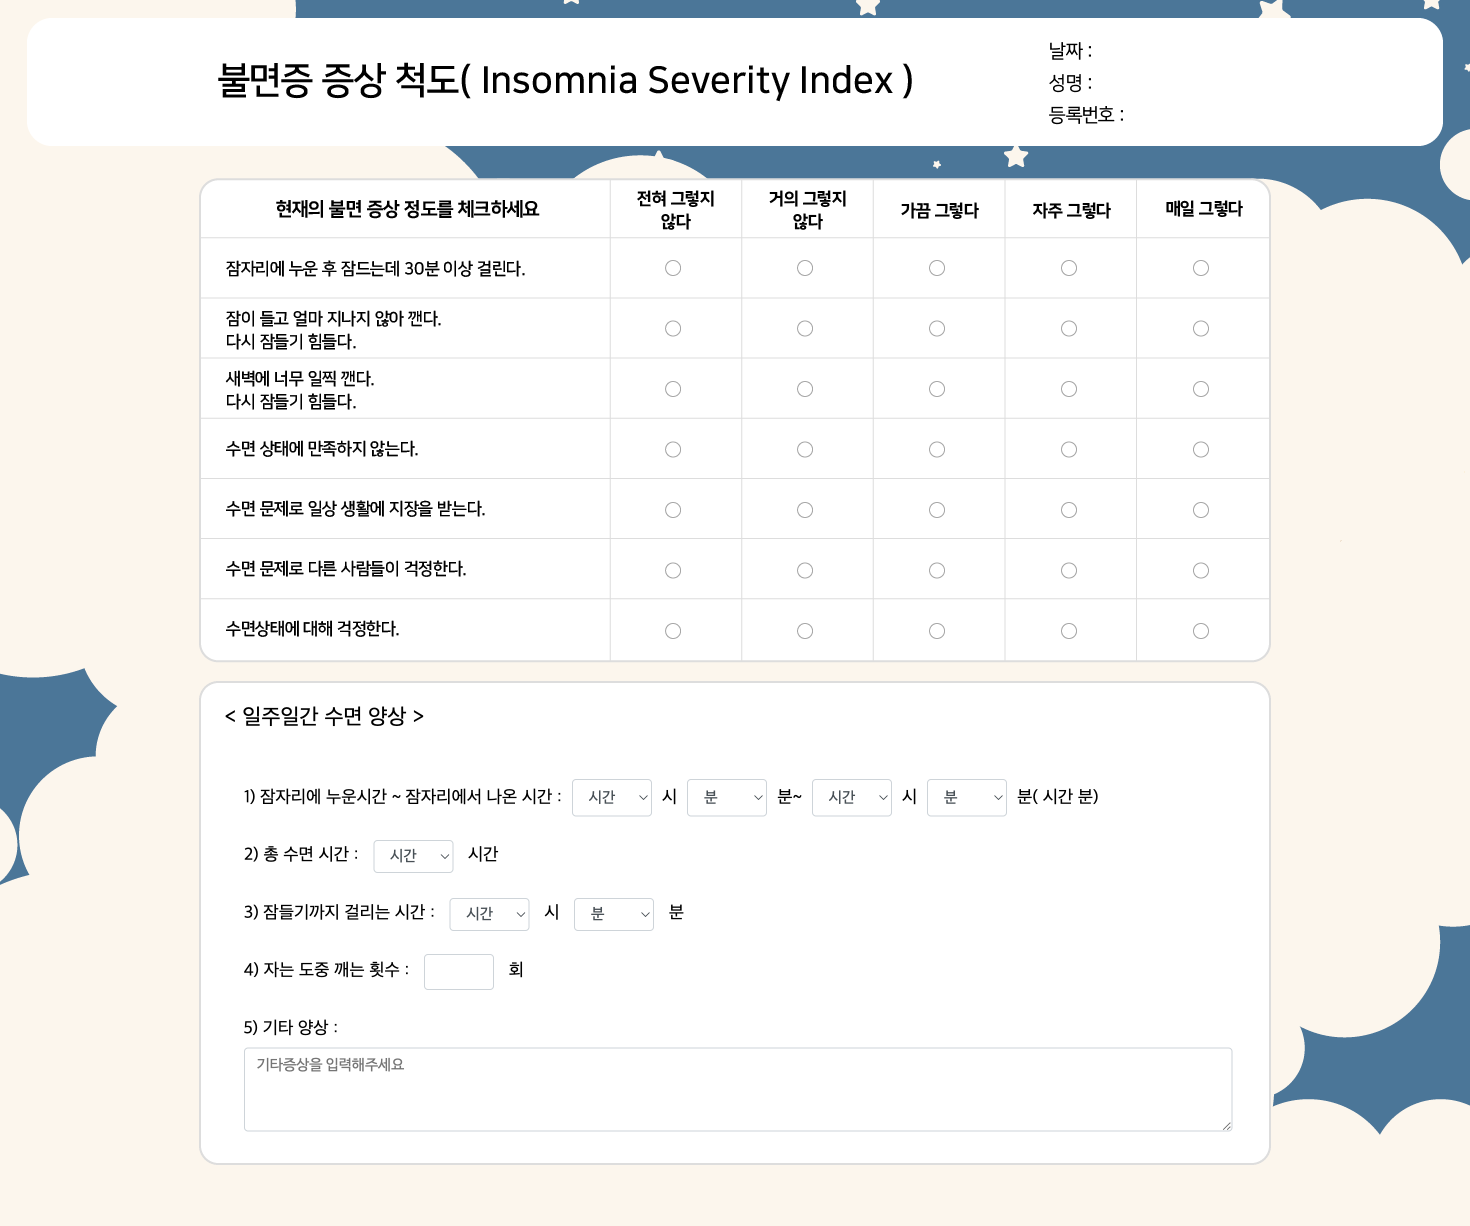 불면증 증상 척도( Insomnia Severity Index )
날짜 :
성명 :
등록번호 :
현재의 불면 증상 정도를 체크하세요
전혀 그렇지
않다
거의 그렇지
않다
가끔 그렇다
자주 그렇다
매일 그렇다
잠자리에 누운 후 잠드는데 30분 이상 걸린다.
잠이 들고 얼마 지나지 않아 깬다.
다시 잠들기 힘들다.
새벽에 너무 일찍 깬다.
다시 잠들기 힘들다.
수면 상태에 만족하지 않는다.
수면 문제로 일상 생활에 지장을 받는다.
수면 문제로 다른 사람들이 걱정한다.
수면상태에 대해 걱정한다.
< 일주일간 수면 양상 >
1) 잠자리에 누운시간 ~ 잠자리에서 나온 시간 : 시간 시 분 분~ 시간 시 분 분( 시간 분)
2) 총 수면 시간 : 시간 시간
3) 잠들기까지 걸리는 시간 : 시간 시 분 분
4) 자는 도중 깨는 횟수 : 회
5) 기타 양상 :
기타증상을 입력해주세요